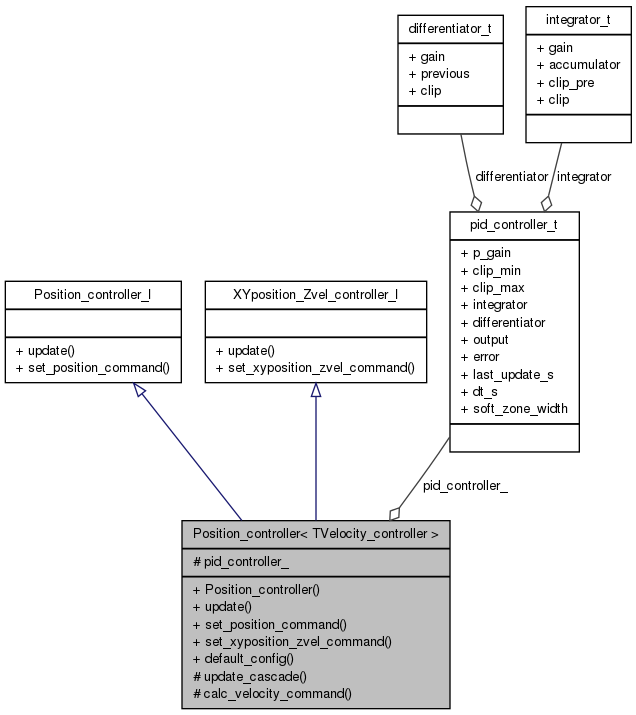 differentiator_t
+ gain
+ previous
+ clip
integrator_t
+ gain
+ accumulator
+ clip_pre
+ clip
differentiator
integrator
pid_controller_t
+ p_gain
+ clip_min
+ clip_max
+ integrator
+ differentiator
+ output
+ error
+ last_update_s
+ dt_s
+ soft_zone_width
Position_controller_I
+ update()
+ set_position_command()
XYposition_Zvel_controller_I
+ update()
+ set_xyposition_zvel_command()
pid_controller_
Position_controller< TVelocity_controller >
# pid_controller_
+ Position_controller()
+ update()
+ set_position_command()
+ set_xyposition_zvel_command()
+ default_config()
# update_cascade()
# calc_velocity_command()